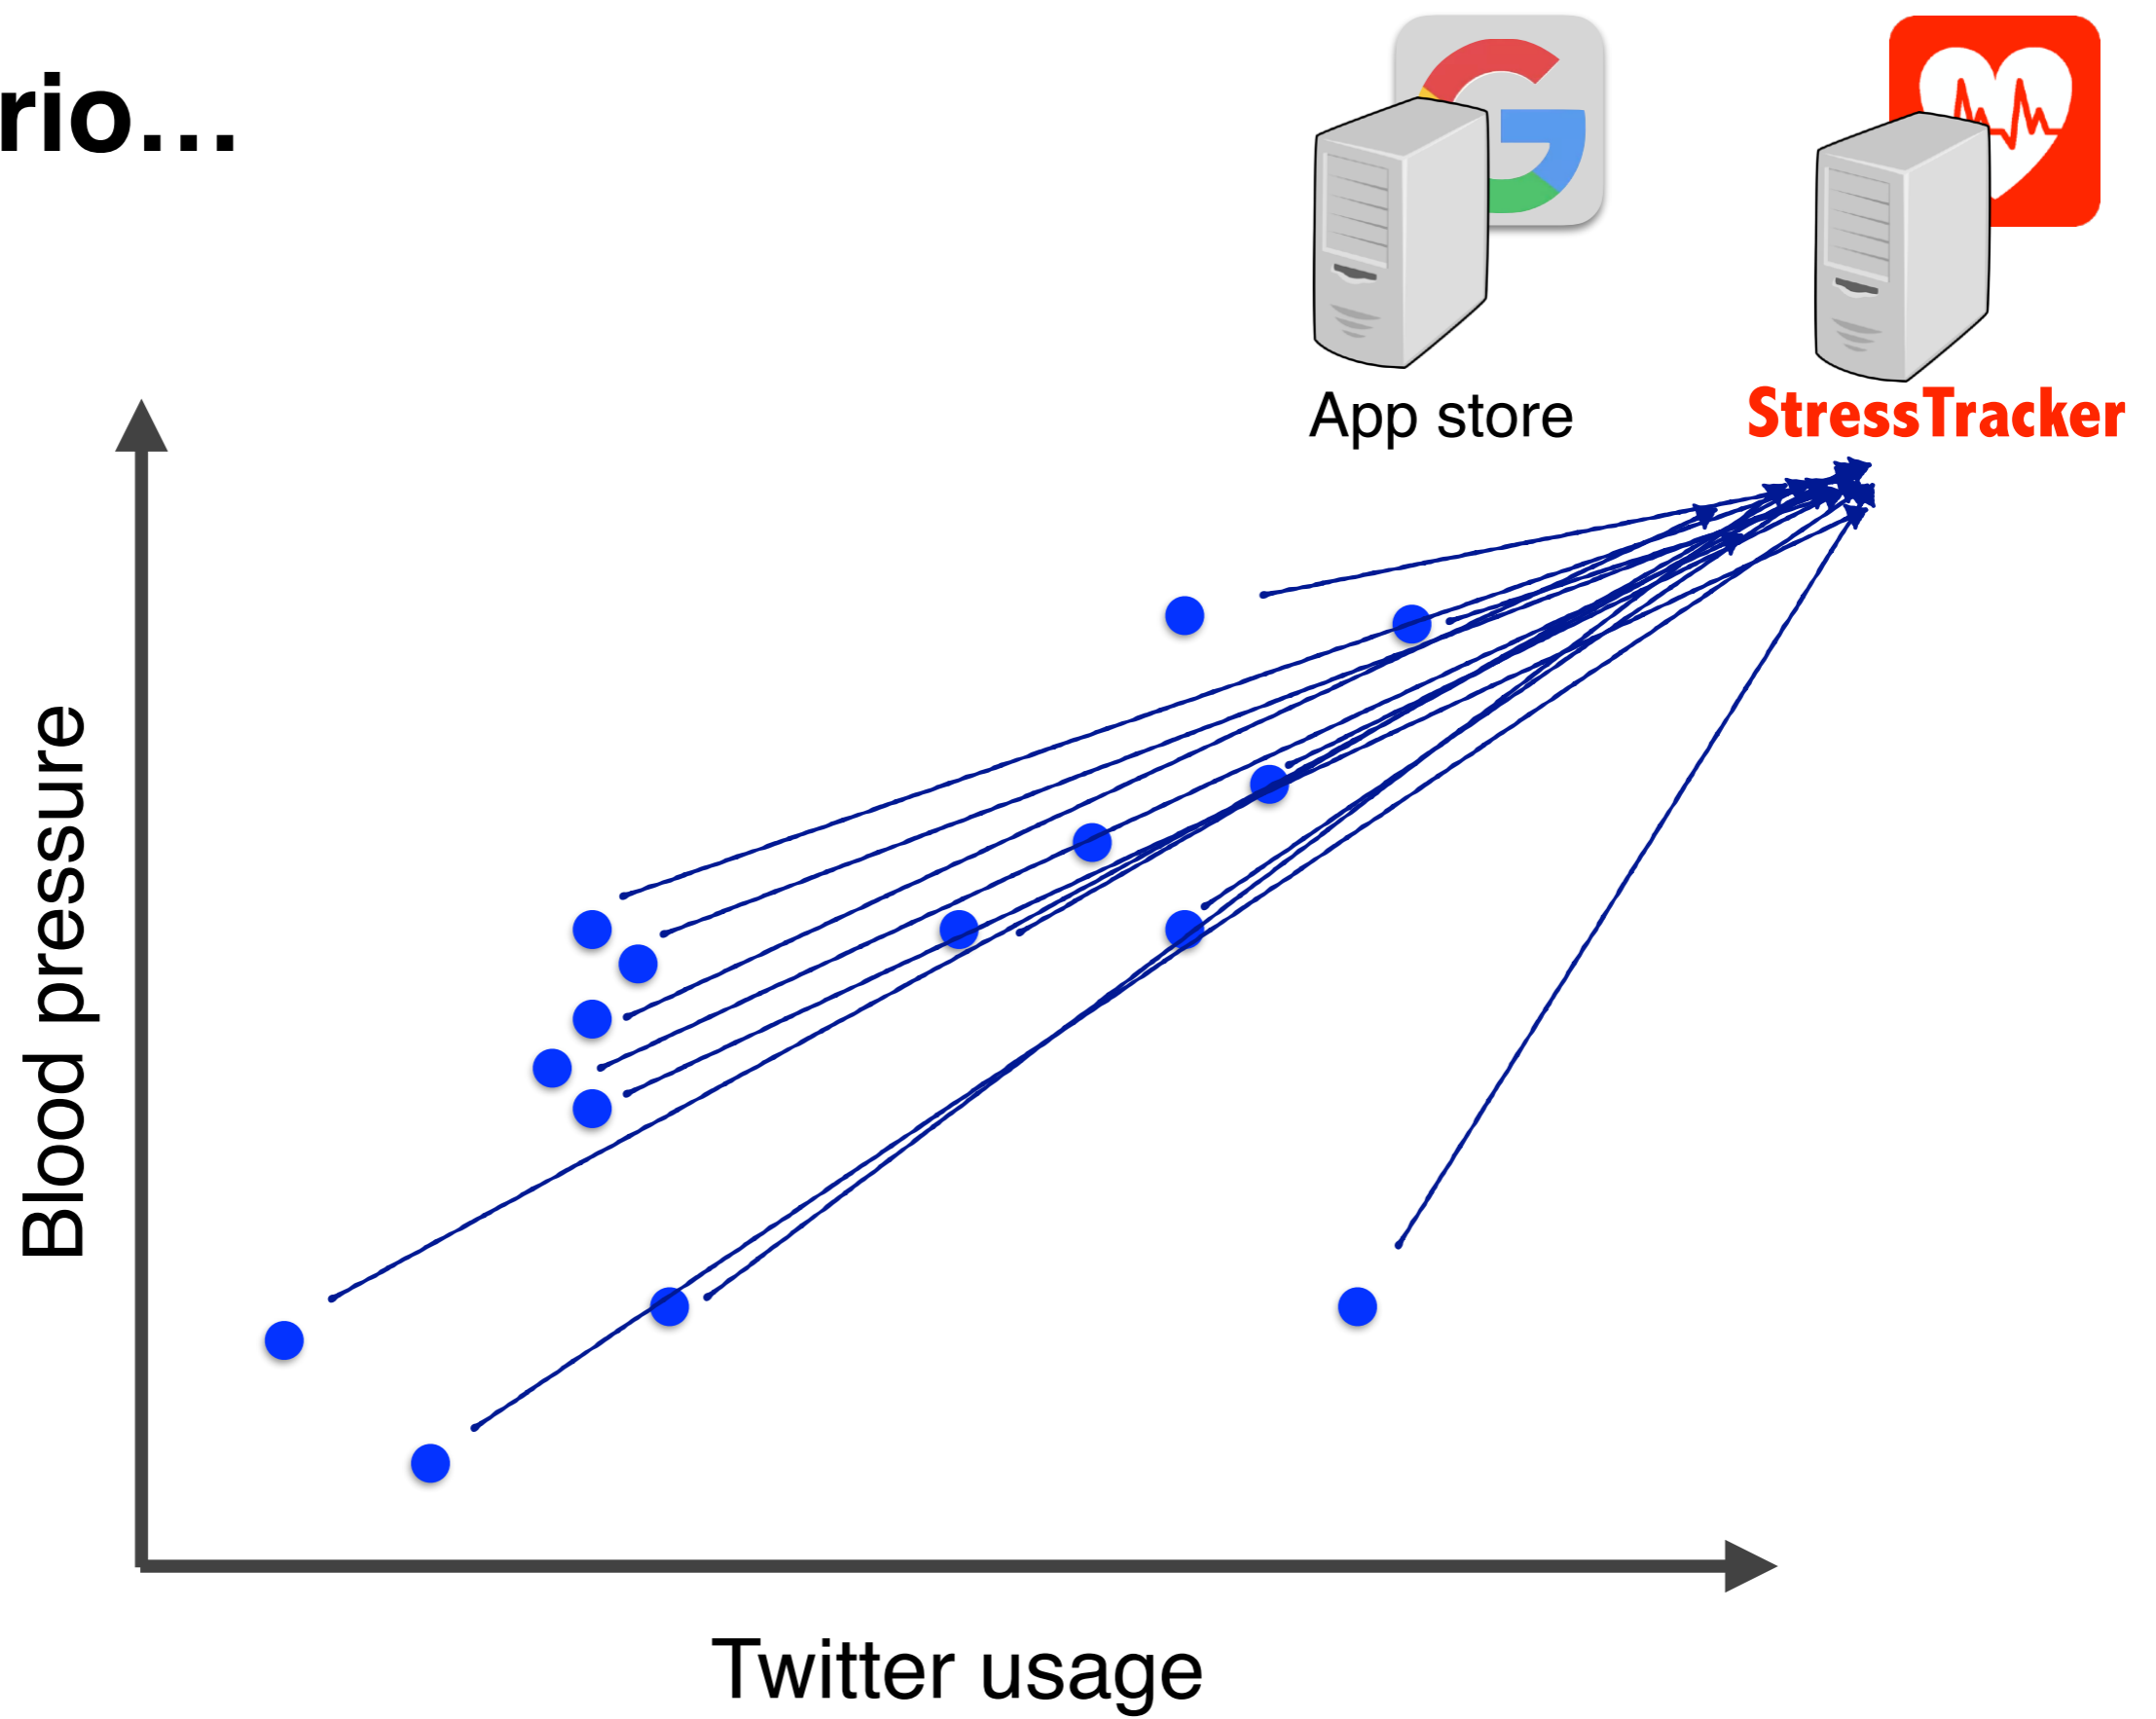 rio...
App store
StressTracker
Blood pressure
Twitter usage